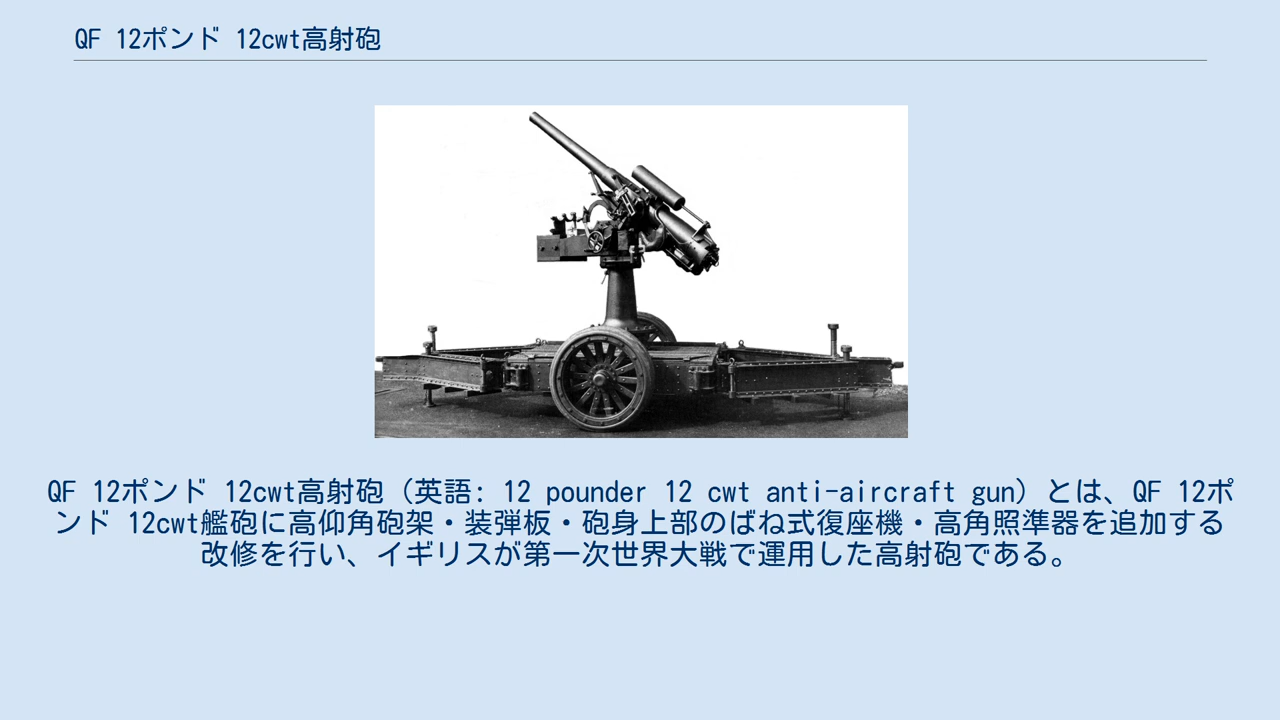 QF 12ポンド 12cwt高射砲
QF 12ポンド 12cwt高射砲（英語: 12 pounder 12 cwt anti-aircraft gun）とは、QF 12ポ
ンド 12cwt艦砲に高仰角砲架・装弾板・砲身上部のばね式復座機・高角照準器を追加する
改修を行い、イギリスが第一次世界大戦で運用した高射砲である。